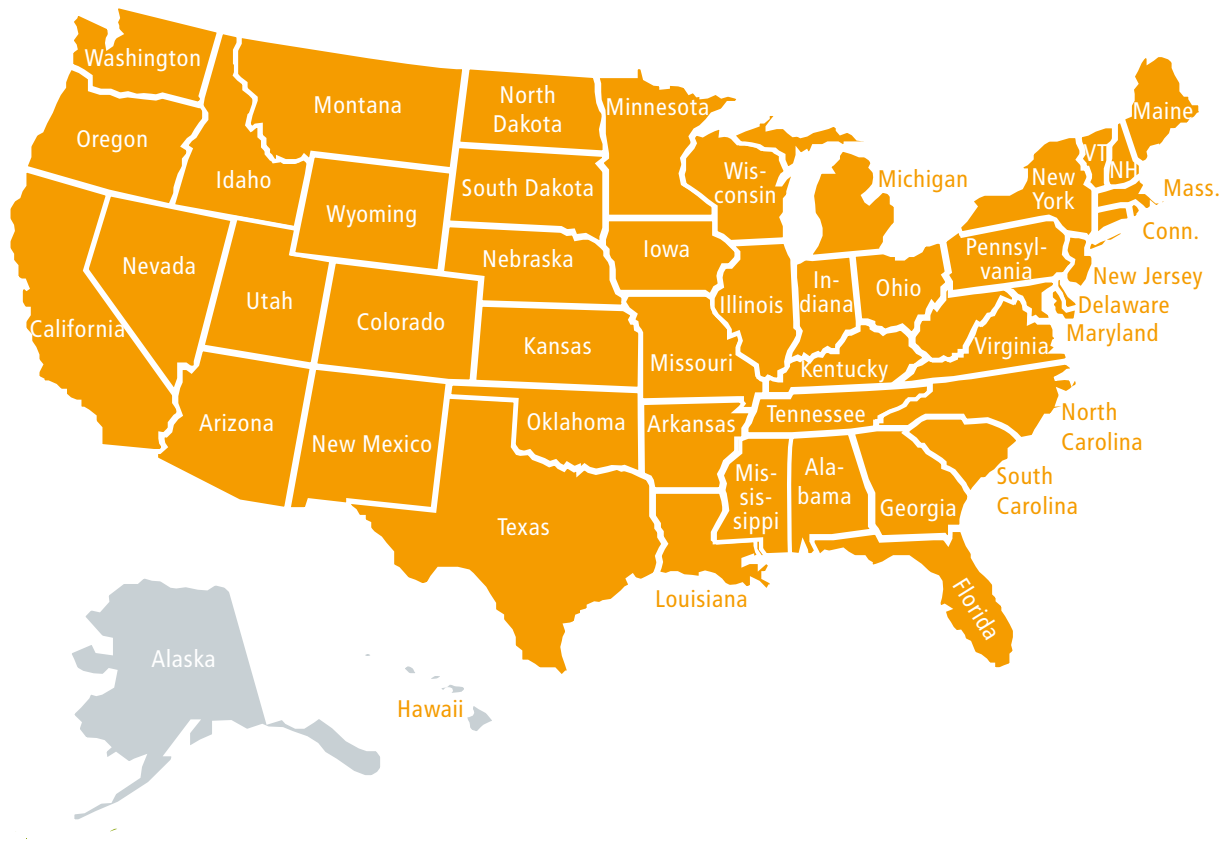 Washington
Montana
North
Dakota
Minnesota
Maine
Oregon
Idaho
Wis-
consin
VT
NH
Michigan
New
York
Mass.
South Dakota
Wyoming
Conn.
Iowa
Nebraska
Pennsyl-
vania
Nevada
Utah
Colorado
Illinois
In-
diana
Ohio
New Jersey
Delaware
Maryland
California
Kansas
Missouri
Kentucky
Virginia
Arizona
New Mexico
Oklahoma
Arkansas
Tennessee
North
Carolina
Mis-
sis-
sippi
Ala-
bama
Georgia
South
Carolina
Texas
Louisiana
Florida
Alaska
Hawaii